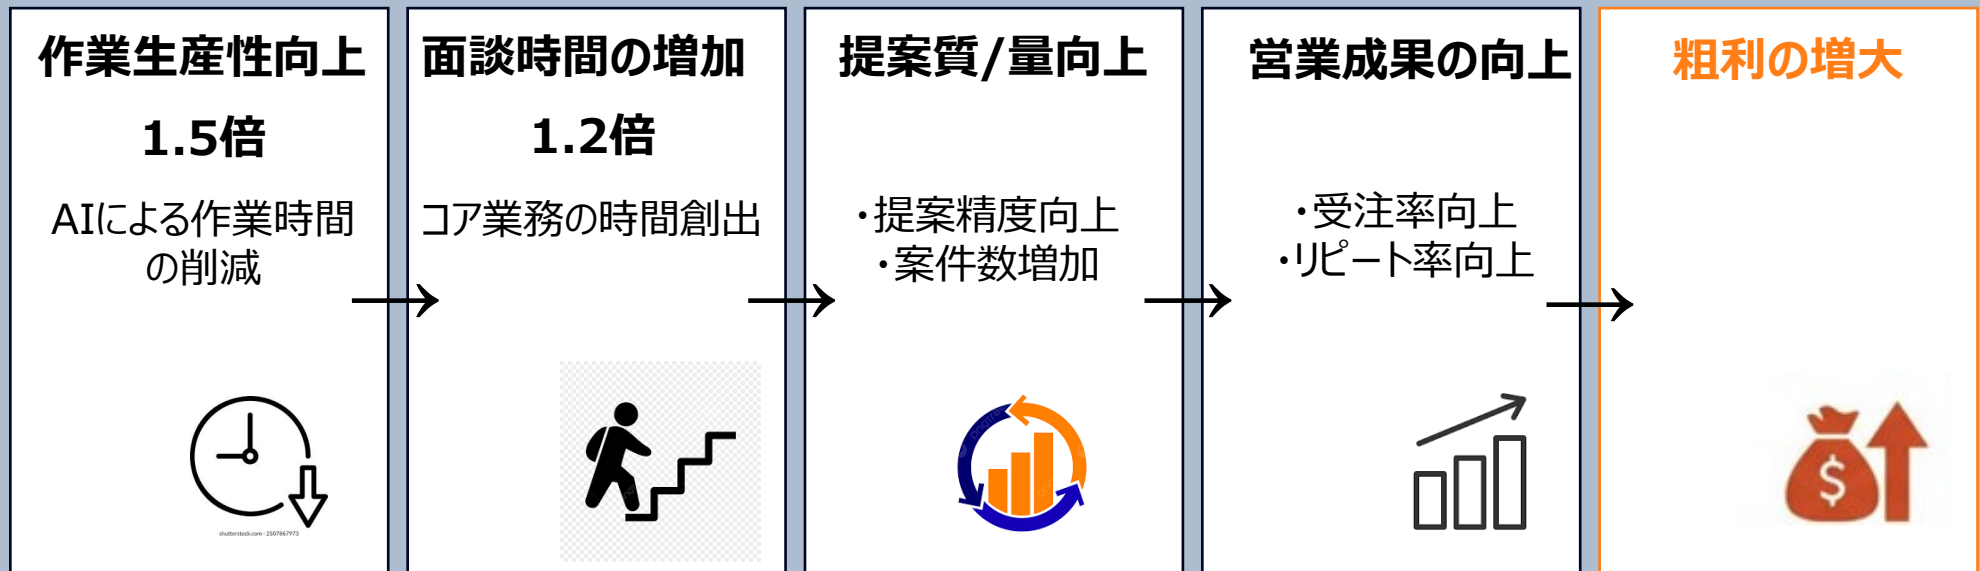 作業生産性向上
1.5倍
AIによる作業時間
の削減
shutterstock.com · 2507867973
面談時間の増加
1.2倍
コア業務の時間創出
提案質/量向上
・提案精度向上
・案件数増加
営業成果の向上
・受注率向上
・リピート率向上
粗利の増大
$